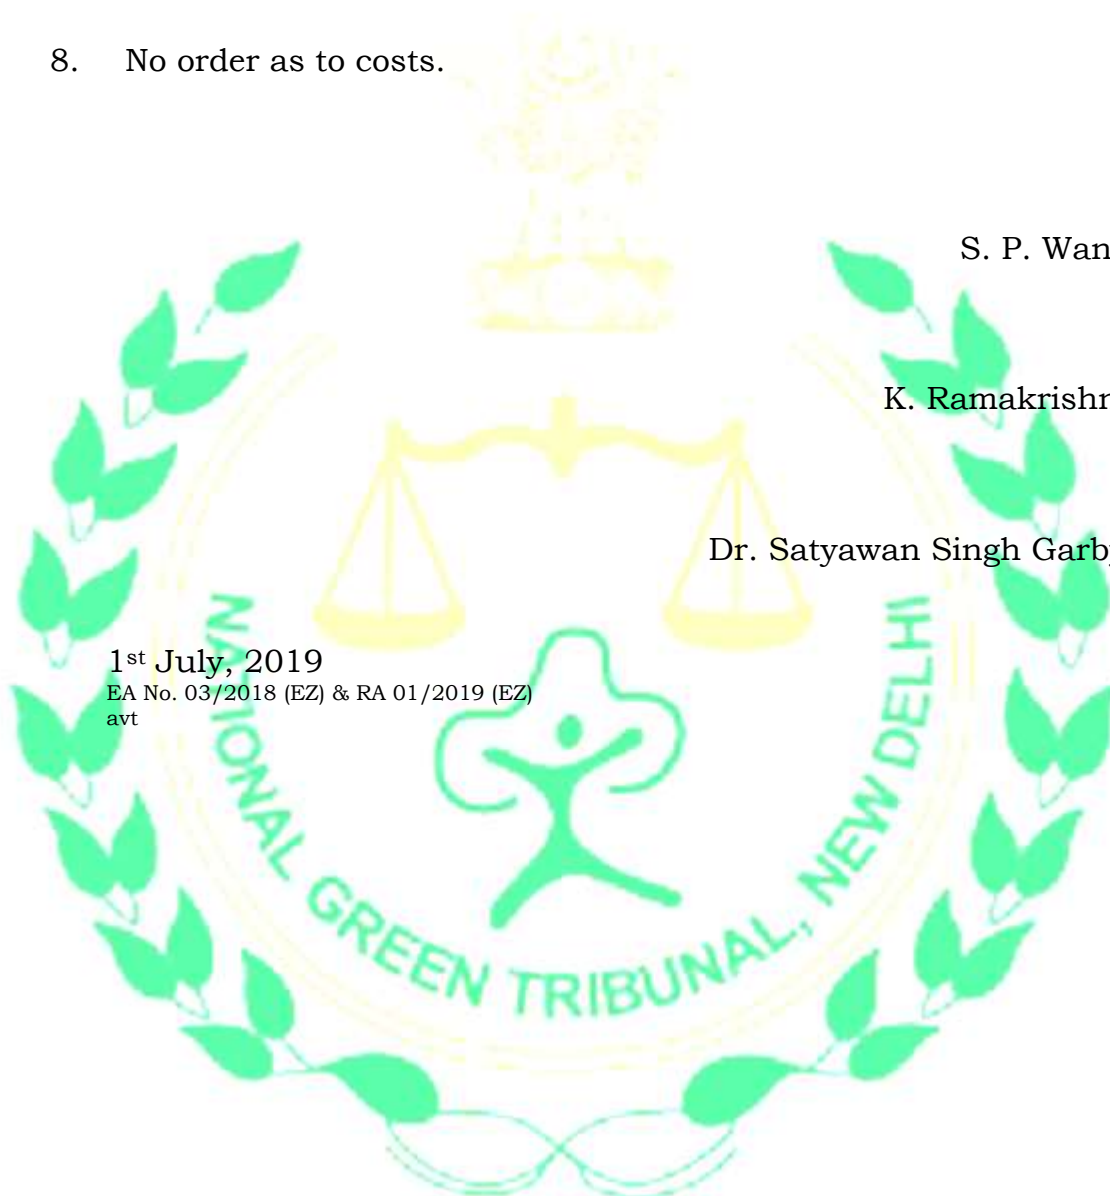 8. No order as to costs.
S. P. Wan
K. Ramakrishn
Dr. Satyawan Singh Garby
1st July, 2019
EA No. 03/2018 (EZ) & RA 01/2019 (EZ)
avt
NATIONAL GREEN TRIBUNAL, NEW DELHI